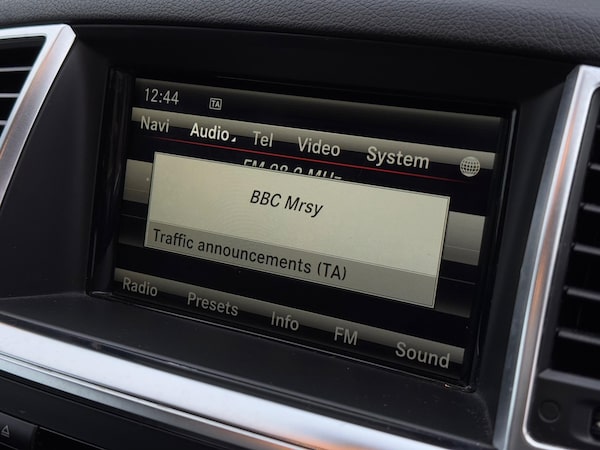 12:44 TA
Navi Audio Tel Video System
BBC Mrsy
Traffic announcements (TA)
Radio Presets Info FM Sound